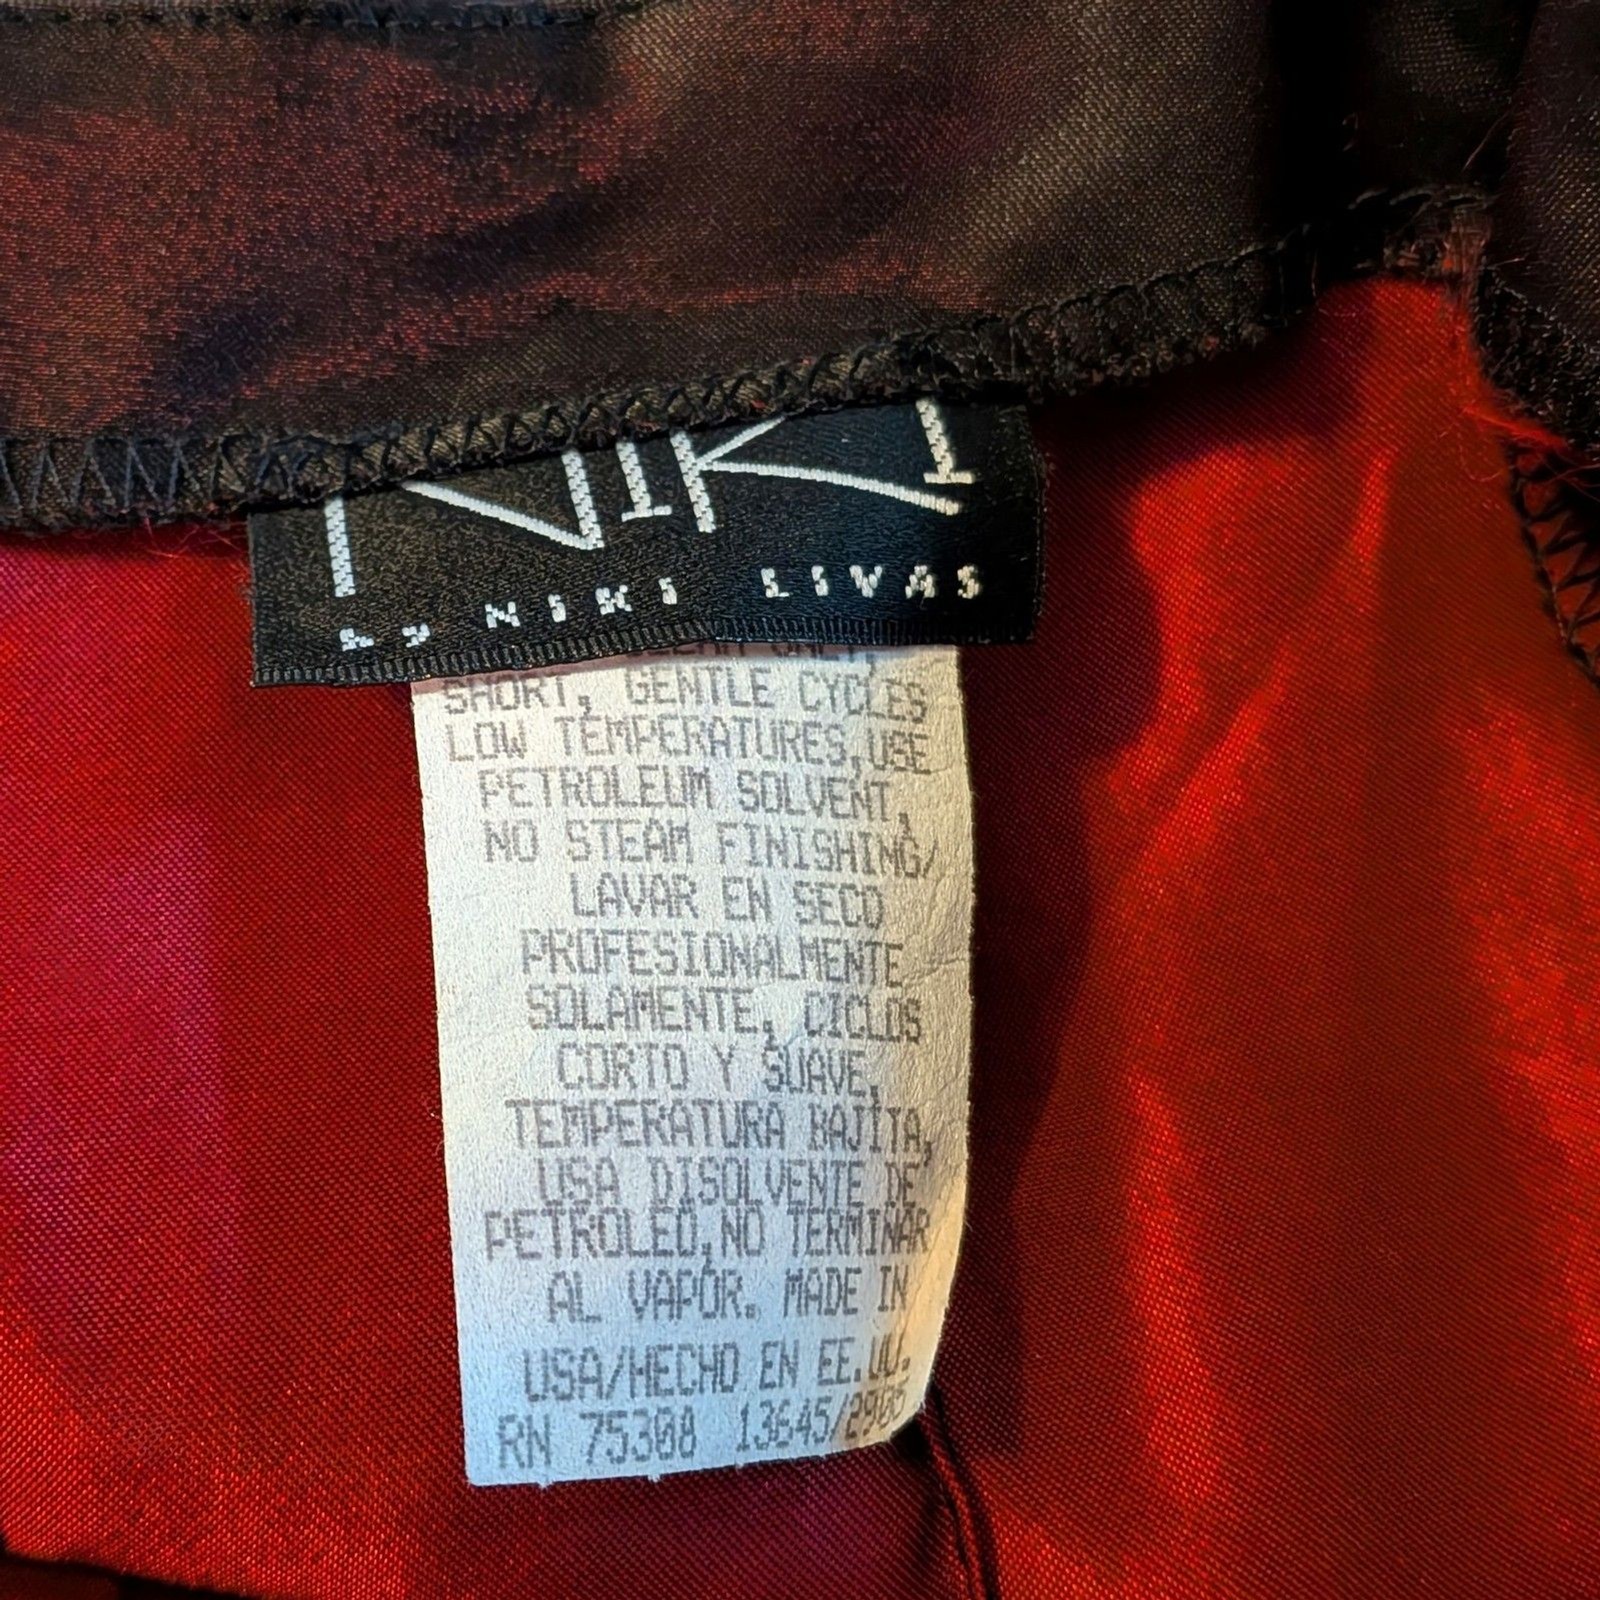 NIKI
by NIKI LIVAS
SHORT, GENTLE CYCLES
LOW TEMPERATURES,USE
PETROLEUM SOLVENT,
NO STEAM FINISHING/
LAVAR EN SECO
PROFESIONALMENTE
SOLAMENTE, CICLOS
CORTO Y SUAVE,
TEMPERATURA BAJITA,
USA DISOLVENTE DE
PETROLEO,NO TERMINAR
AL VAPOR. MADE IN
USA/HECHO EN EE.UU.
RN 75308 13645/